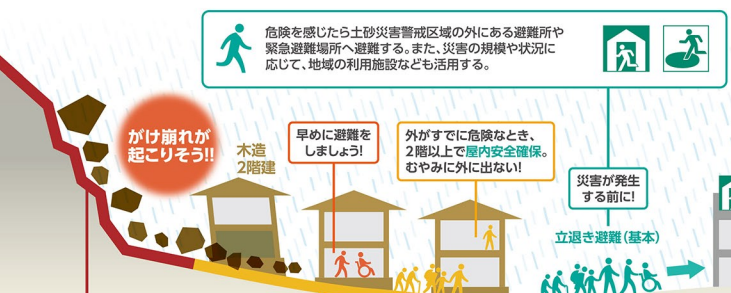 危険を感じたら土砂災害警戒区域の外にある避難所や
緊急避難場所へ避難する。また、災害の規模や状況に
応じて、地域の利用施設なども活用する。
がけ崩れが
起こりそう!!
木造
2階建
早めに避難を
しましょう!
外がすでに危険なとき、
2階以上で屋内安全確保。
むやみに外に出ない!
災害が発生
する前に!
立退き避難(基本)